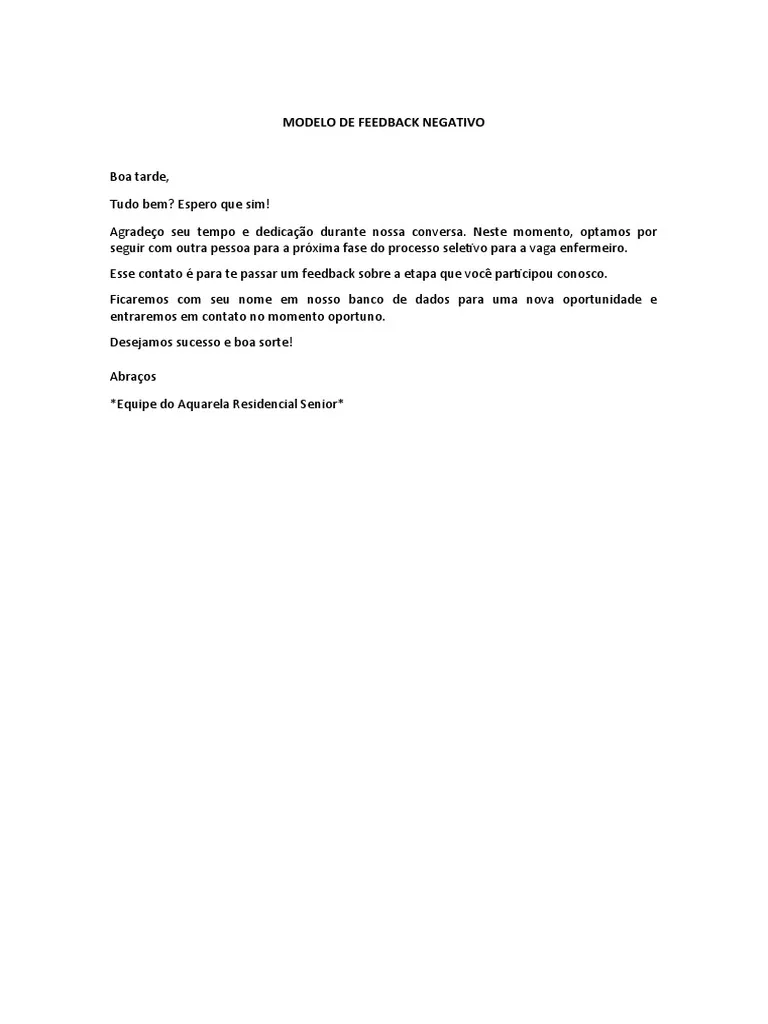 MODELO DE FEEDBACK NEGATIVO
Boa tarde,
Tudo bem? Espero que sim!
Agradeço seu tempo e dedicação durante nossa conversa. Neste momento, optamos por
seguir com outra pessoa para a próxima fase do processo seletivo para a vaga enfermeiro.
Esse contato é para te passar um feedback sobre a etapa que você participou conosco.
Ficaremos com seu nome em nosso banco de dados para uma nova oportunidade e
entraremos em contato no momento oportuno.
Desejamos sucesso e boa sorte!
Abraços
*Equipe do Aquarela Residencial Senior*